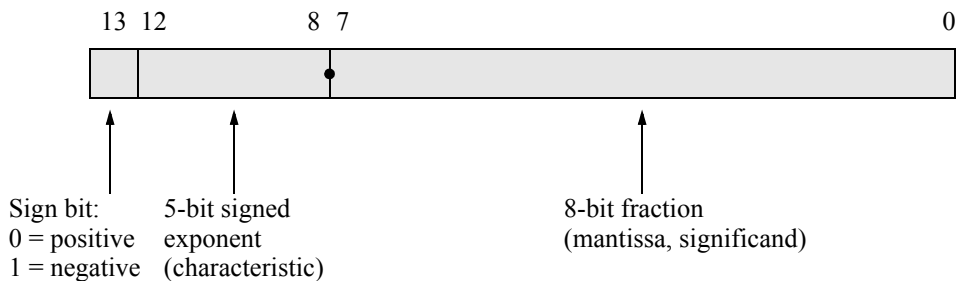 13 12 8 7 0
Sign bit:
0 = positive
1 = negative
5-bit signed
exponent
(characteristic)
8-bit fraction
(mantissa, significand)